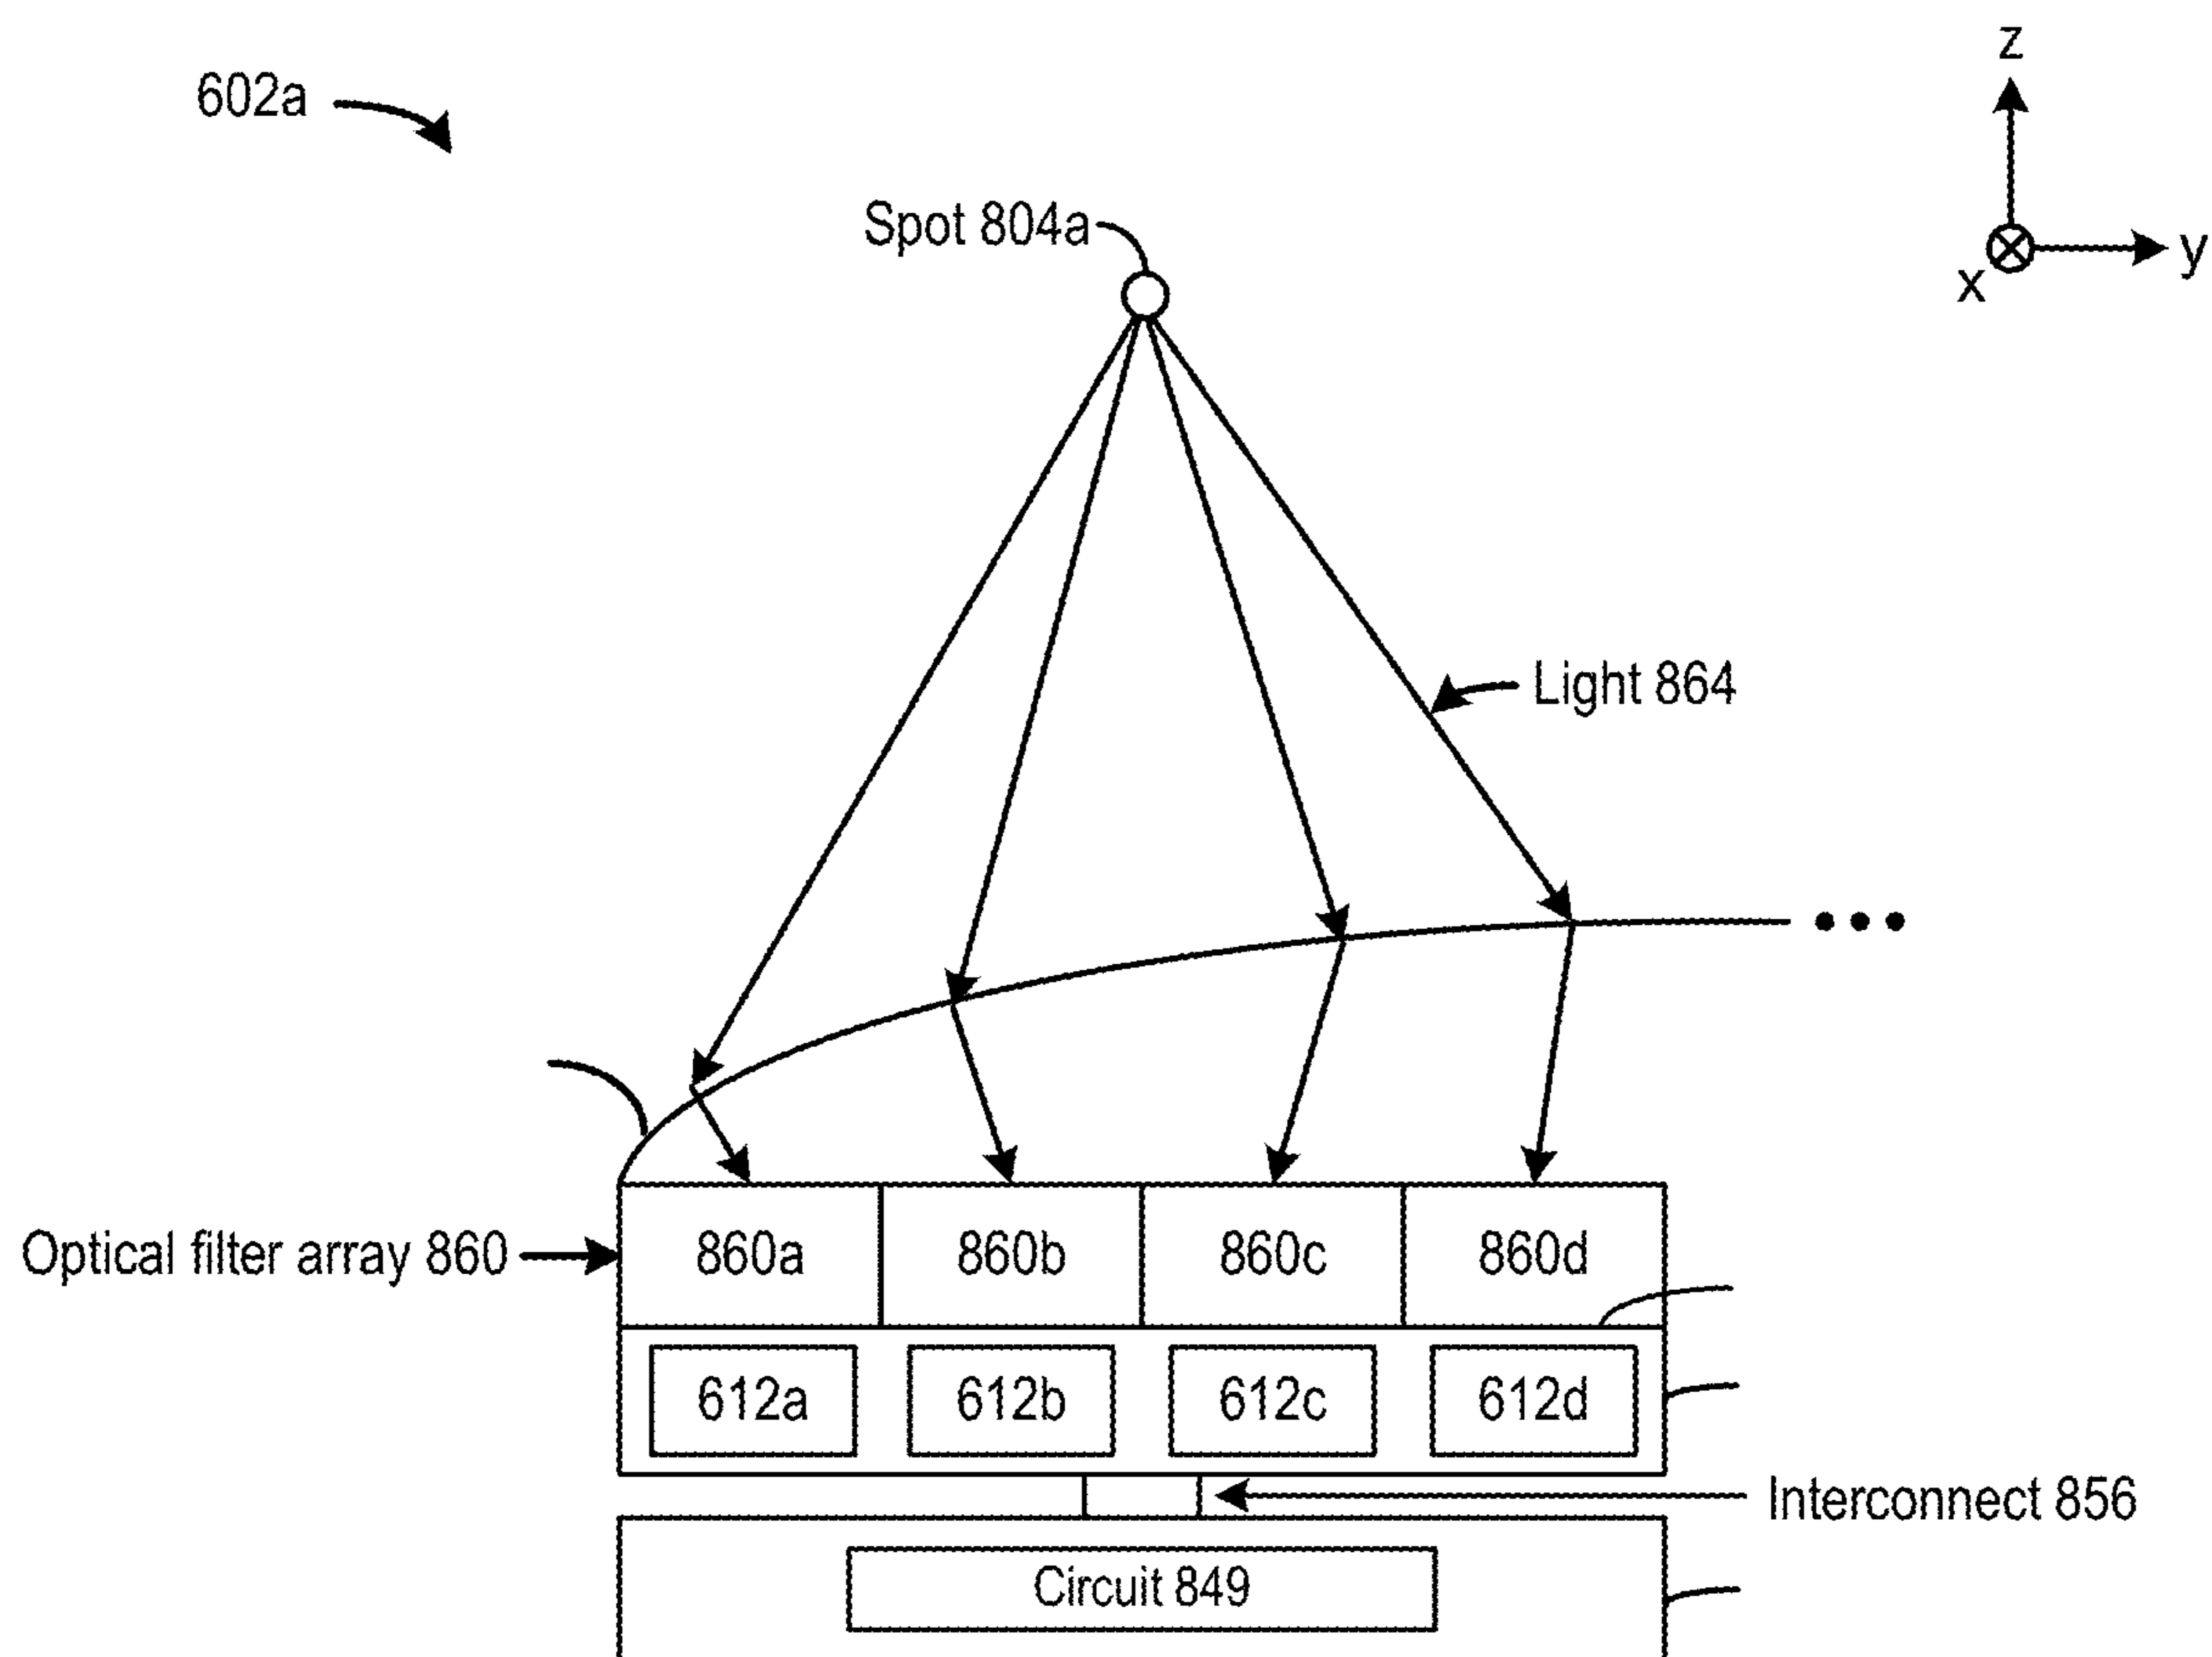 z
602a
Spot 804a
y
x
Light 864
Optical filter array 860
860a 860b 860c 860d
612a 612b 612c 612d
Interconnect 856
Circuit 849